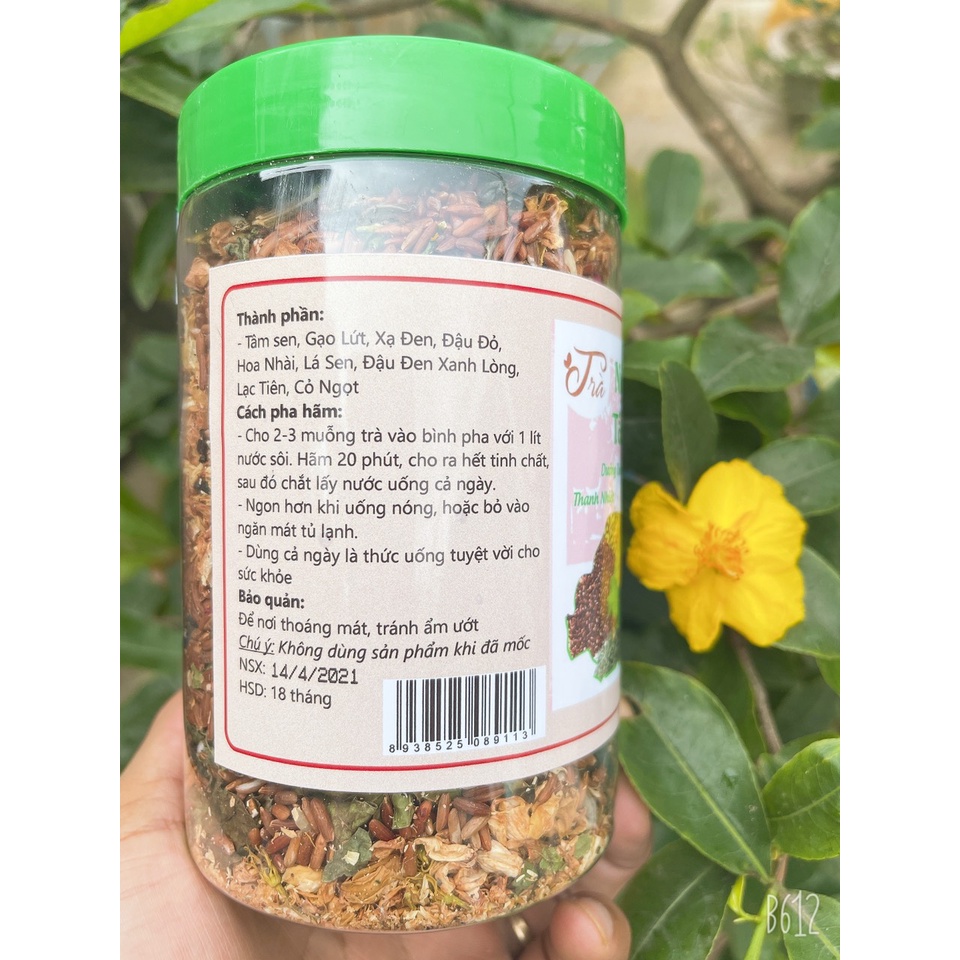 Thành phần:
- Tâm sen, Gạo Lứt, Xạ Đen, Đậu Đỏ,
Hoa Nhài, Lá Sen, Đậu Đen Xanh Lòng,
Lạc Tiên, Cỏ Ngọt
Cách pha hãm:
- Cho 2-3 muỗng trà vào bình pha với 1 lít
nước sôi. Hãm 20 phút, cho ra hết tinh chất,
sau đó chắt lấy nước uống cả ngày.
- Ngon hơn khi uống nóng, hoặc bỏ vào
ngăn mát tủ lạnh.
- Dùng cả ngày là thức uống tuyệt vời cho
sức khỏe
Bảo quản:
Để nơi thoáng mát, tránh ẩm ướt
Chú ý: Không dùng sản phẩm khi đã mốc
NSX: 14/4/2021
HSD: 18 tháng
8 938525 089113
Trà
Thanh
B612